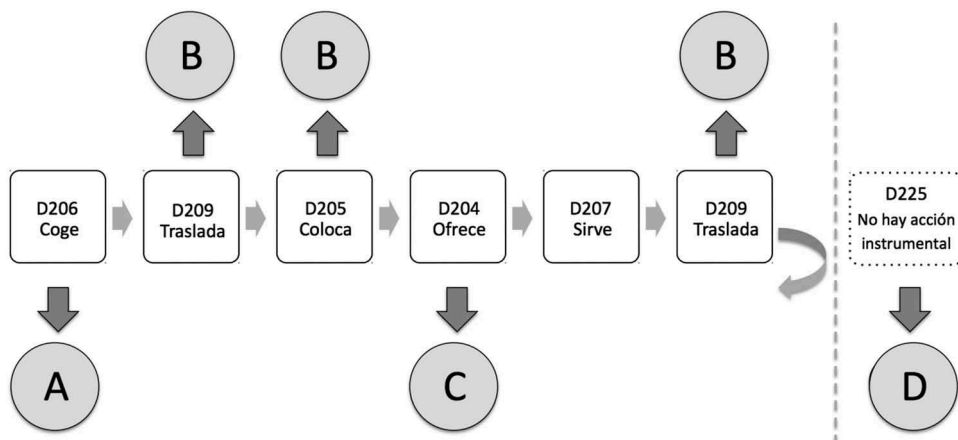 B
B
B
D206
Coge
D209
Traslada
D205
Coloca
D204
Ofrece
D207
Sirve
D209
Traslada
D225
No hay acción
instrumental
A
C
D